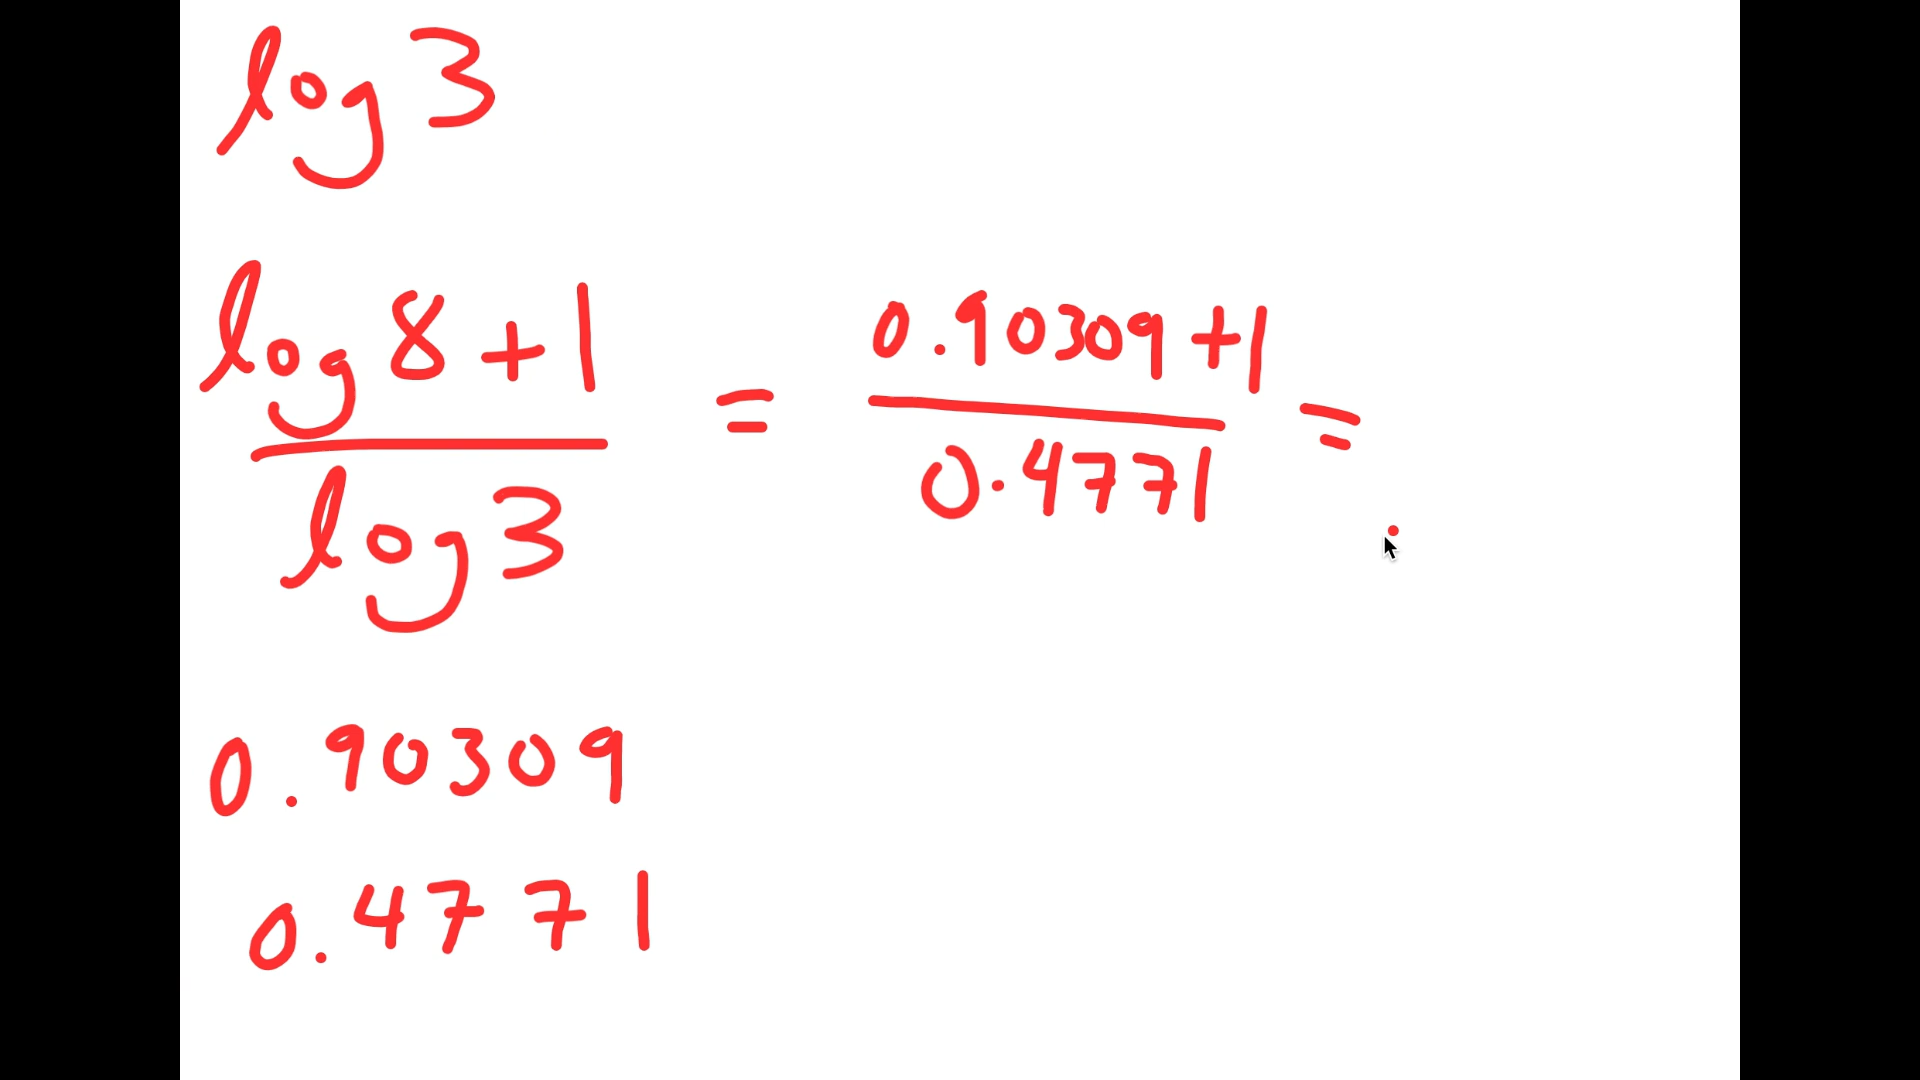 log 3
log 8 + 1
log 3
=
0.90309 + 1
0.4771
=
0.90309
0.4771